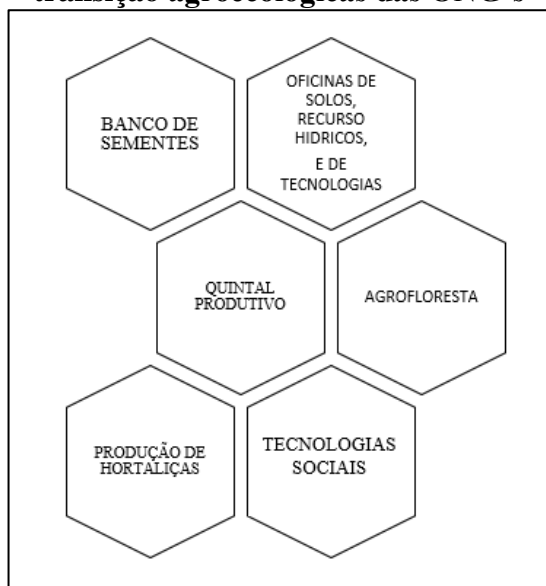 transição agroecológicas das ONG's
BANCO DE
SEMENTES
OFICINAS DE
SOLOS,
RECURSO
HIDRICOS,
E DE
TECNOLOGIAS
QUINTAL
PRODUTIVO
AGROFLORESTA
PRODUÇÃO DE
HORTALIÇAS
TECNOLOGIAS
SOCIAIS